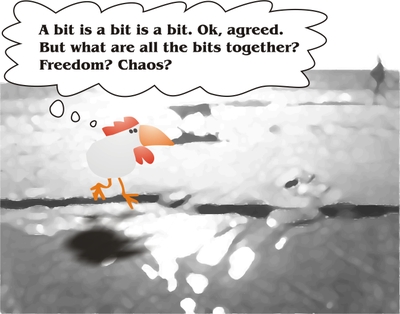 A bit is a bit is a bit. Ok, agreed.
But what are all the bits together?
Freedom? Chaos?